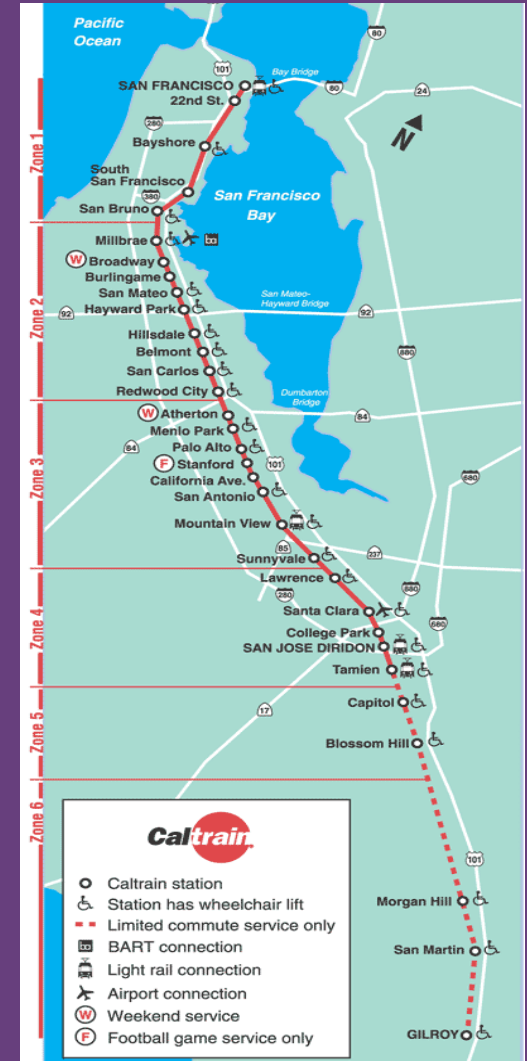 Pacific
Ocean
80
101
SAN FRANCISCO
Bay Bridge
80
24
22nd St.
N
280
Bayshore
Zone 1
South
San Francisco
380
San Francisco
Bay
San Bruno
Millbrae
W Broadway
Burlingame
San Mateo
San Mateo-
Hayward Bridge
92
Hayward Park
92
Zone 2
Hillsdale
880
Belmont
San Carlos
Redwood City
Dumbarton
Bridge
W Atherton
84
Menlo Park
84
Palo Alto
F Stanford
101
California Ave.
680
San Antonio
Zone 3
Mountain View
85
237
Sunnyvale
Lawrence
280
880
Santa Clara
College Park
680
SAN JOSE DIRIDON
Zone 4
Tamien
Capitol
17
Blossom Hill
Zone 5
Zone 6
Caltrain
101
Caltrain station
Station has wheelchair lift
Limited commute service only
BART connection
Light rail connection
Airport connection
W Weekend service
F Football game service only
Morgan Hill
San Martin
GILROY